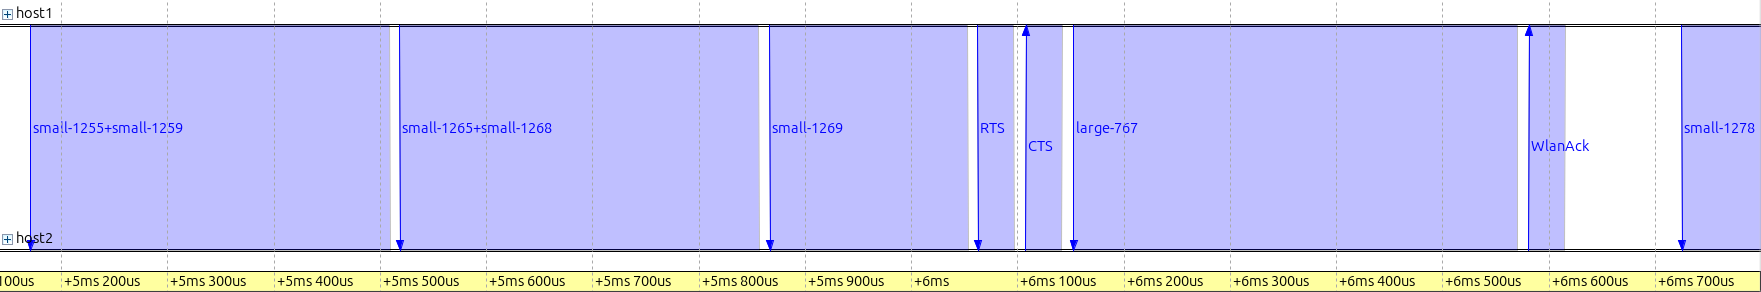 host1
small-1255+small-1259
small-1265+small-1268
small-1269
RTS
CTS
large-767
WlanAck
small-1278
host2
100us
+5ms 200us
+5ms 300us
+5ms 400us
+5ms 500us
+5ms 600us
+5ms 700us
+5ms 800us
+5ms 900us
+6ms
+6ms 100us
+6ms 200us
+6ms 300us
+6ms 400us
+6ms 500us
+6ms 600us
+6ms 700us